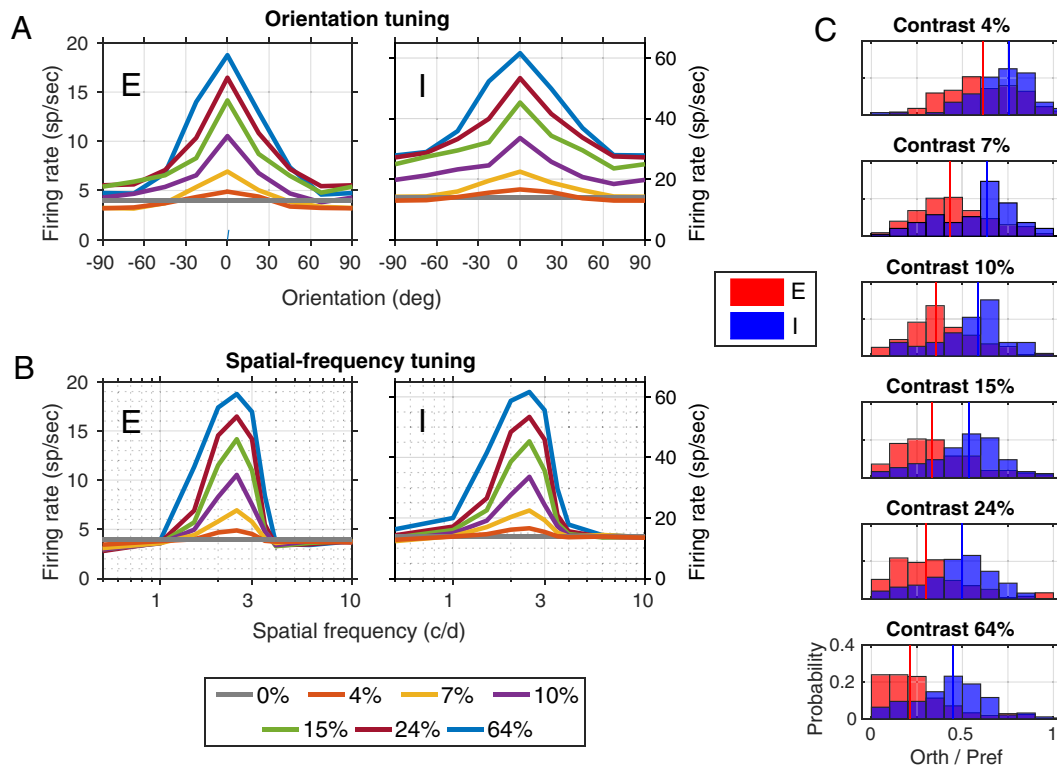 A
Orientation tuning
E
I
Firing rate (sp/sec)
20
15
10
5
0
60
40
20
0
Firing rate (sp/sec)
-90 -60 -30 0 30 60 90
-90 -60 -30 0 30 60 90
Orientation (deg)
B
Spatial-frequency tuning
E
I
Firing rate (sp/sec)
20
15
10
5
0
60
40
20
0
Firing rate (sp/sec)
1 3 10
1 3 10
Spatial frequency (c/d)
0% 4% 7% 10%
15% 24% 64%
E
I
C
Contrast 4%
Contrast 7%
Contrast 10%
Contrast 15%
Contrast 24%
Contrast 64%
Probability
0.4
0.2
0
0 0.5 1
Orth / Pref